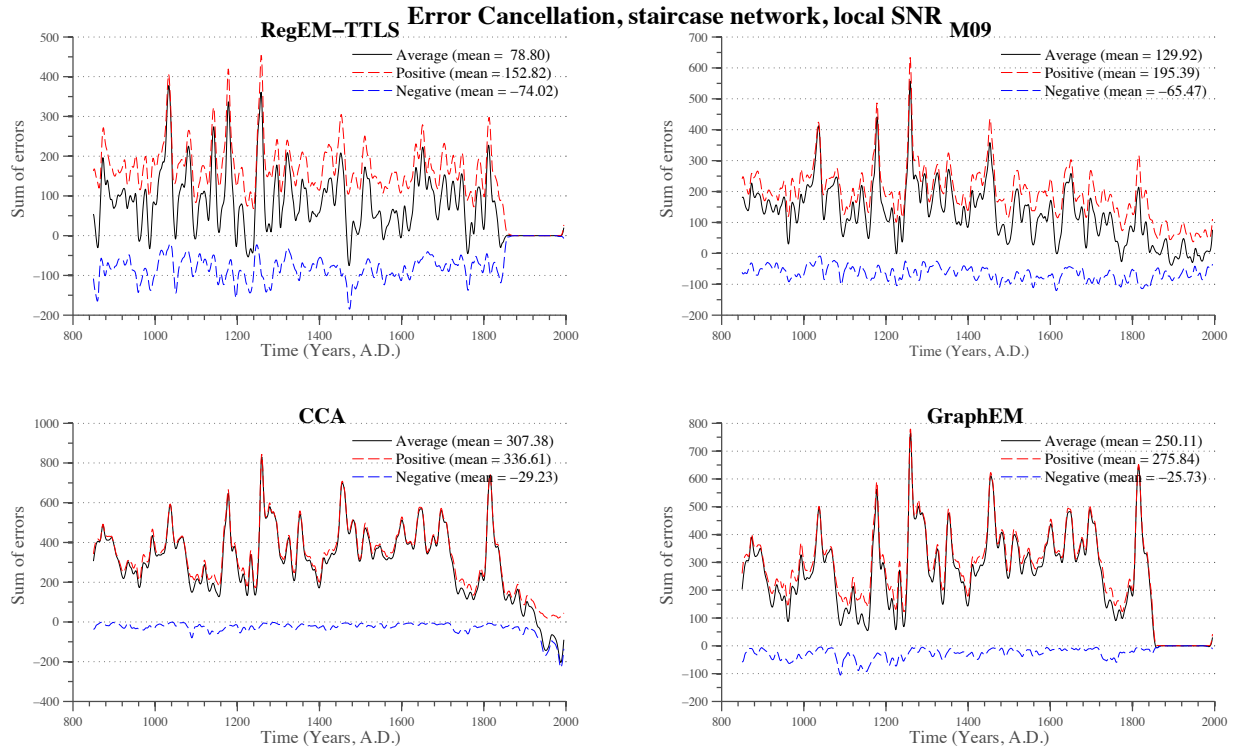 Error Cancellation, staircase network, local SNR
RegEM−TTLS
500
400
300
200
100
0
−100
−200
Sum of errors
Average (mean = 78.80)
Positive (mean = 152.82)
Negative (mean = −74.02)
800
1000
1200
1400
1600
1800
2000
Time (Years, A.D.)
M09
700
600
500
400
300
200
100
0
−100
−200
Sum of errors
Average (mean = 129.92)
Positive (mean = 195.39)
Negative (mean = −65.47)
800
1000
1200
1400
1600
1800
2000
Time (Years, A.D.)
CCA
1000
800
600
400
200
0
−200
−400
Sum of errors
Average (mean = 307.38)
Positive (mean = 336.61)
Negative (mean = −29.23)
800
1000
1200
1400
1600
1800
2000
Time (Years, A.D.)
GraphEM
800
700
600
500
400
300
200
100
0
−100
−200
Sum of errors
Average (mean = 250.11)
Positive (mean = 275.84)
Negative (mean = −25.73)
800
1000
1200
1400
1600
1800
2000
Time (Years, A.D.)